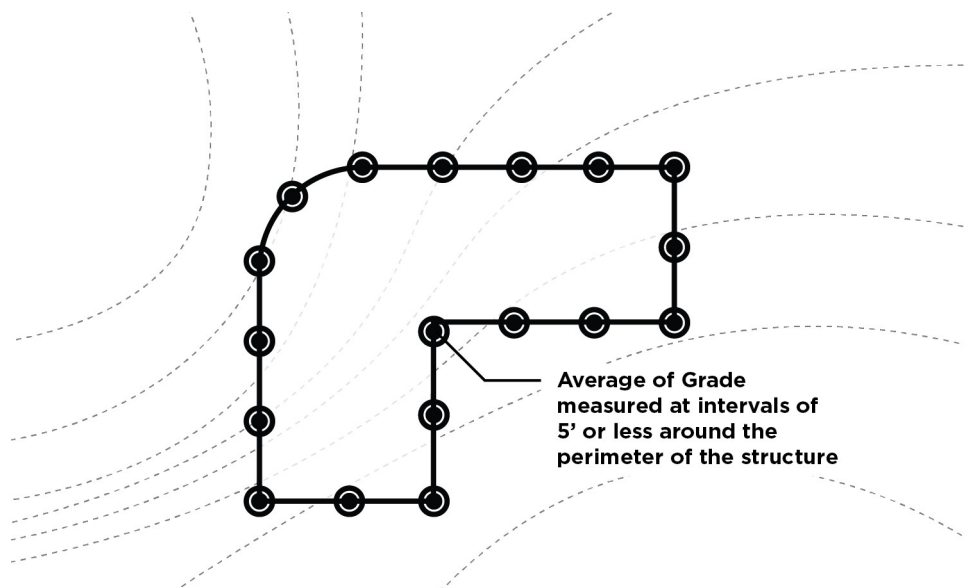 Average of Grade
measured at intervals of
5’ or less around the
perimeter of the structure